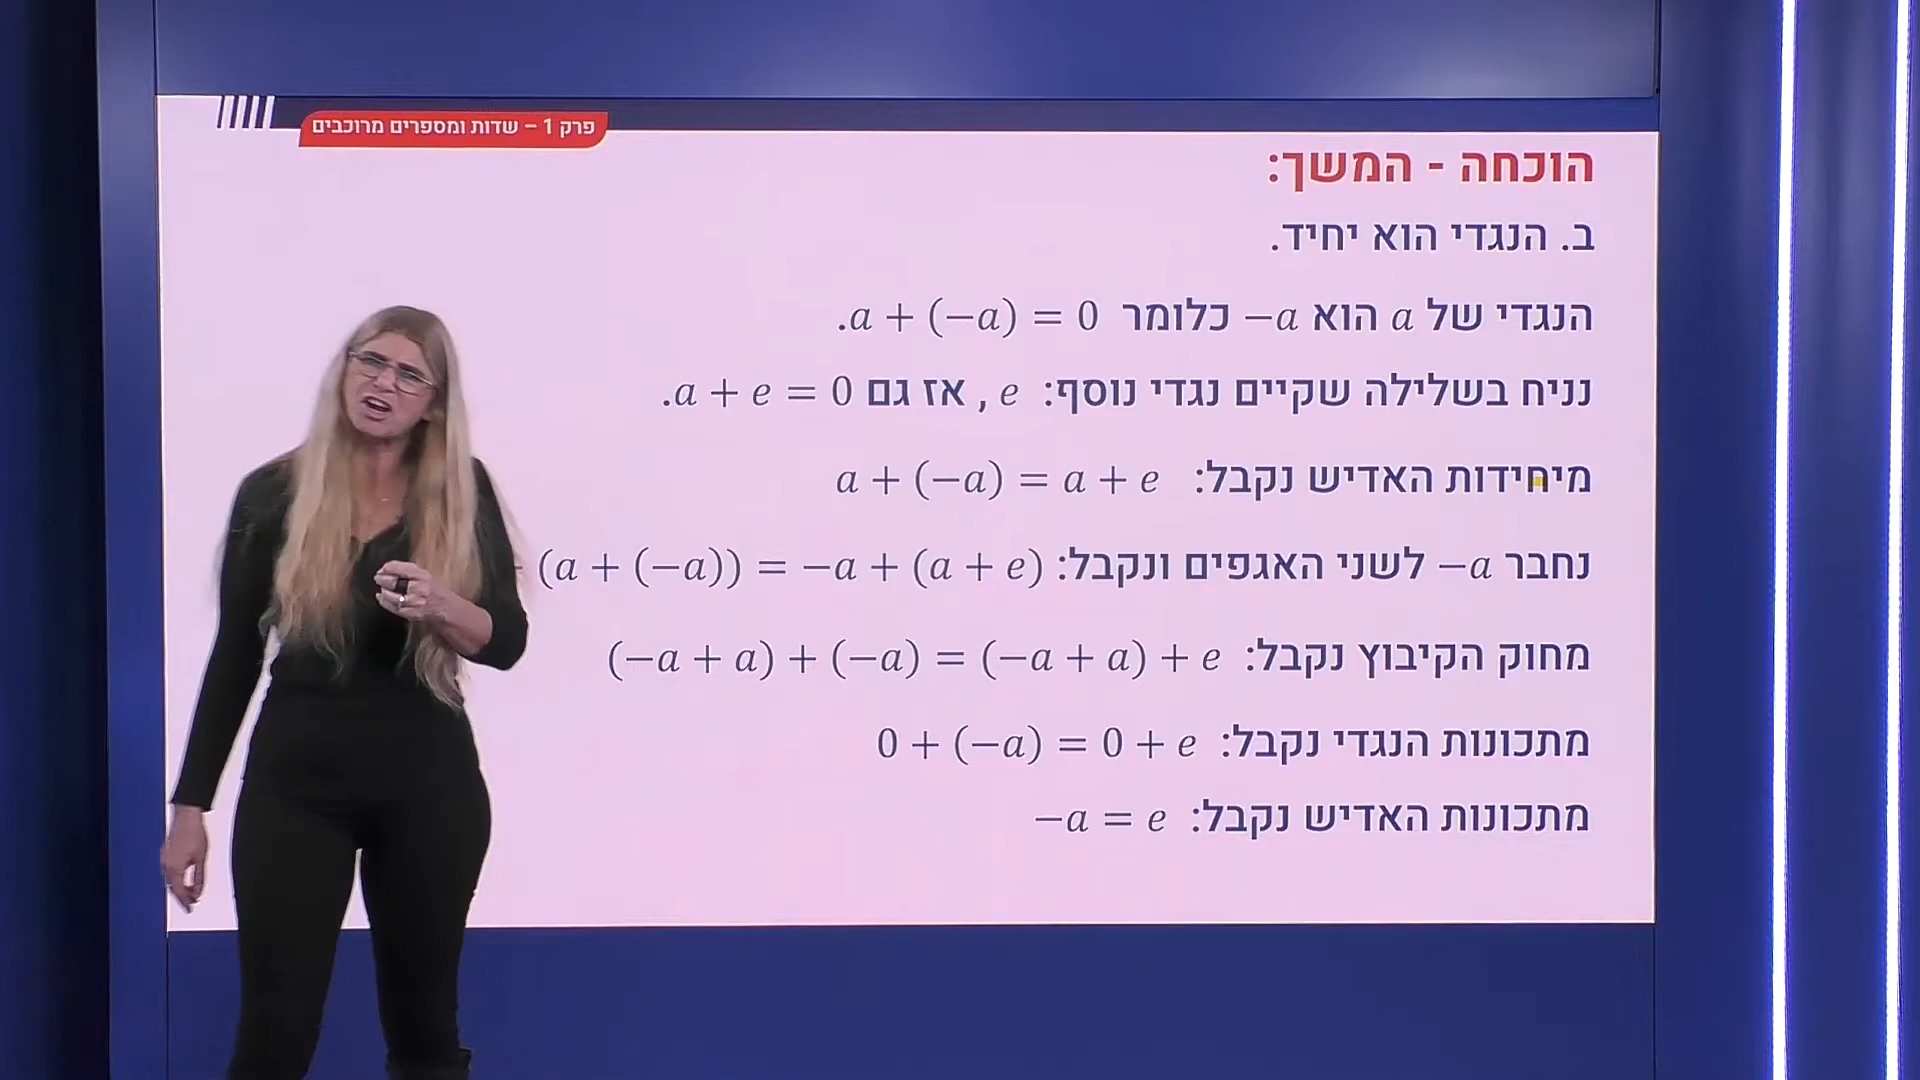 פרק 1 – שדות ומספרים מרוכבים
הוכחה - המשך:
ב. הנגדי הוא יחיד.
הנגדי של a הוא −a כלומר a + (−a) = 0.
נניח בשלילה שקיים נגדי נוסף: e , אז גם a + e = 0.
מיחידות האדיש נקבל: a + (−a) = a + e
נחבר −a לשני האגפים ונקבל: (a + (−a)) = −a + (a + e)
מחוק הקיבוץ נקבל: (−a + a) + (−a) = (−a + a) + e
מתכונות הנגדי נקבל: 0 + (−a) = 0 + e
מתכונות האדיש נקבל: −a = e